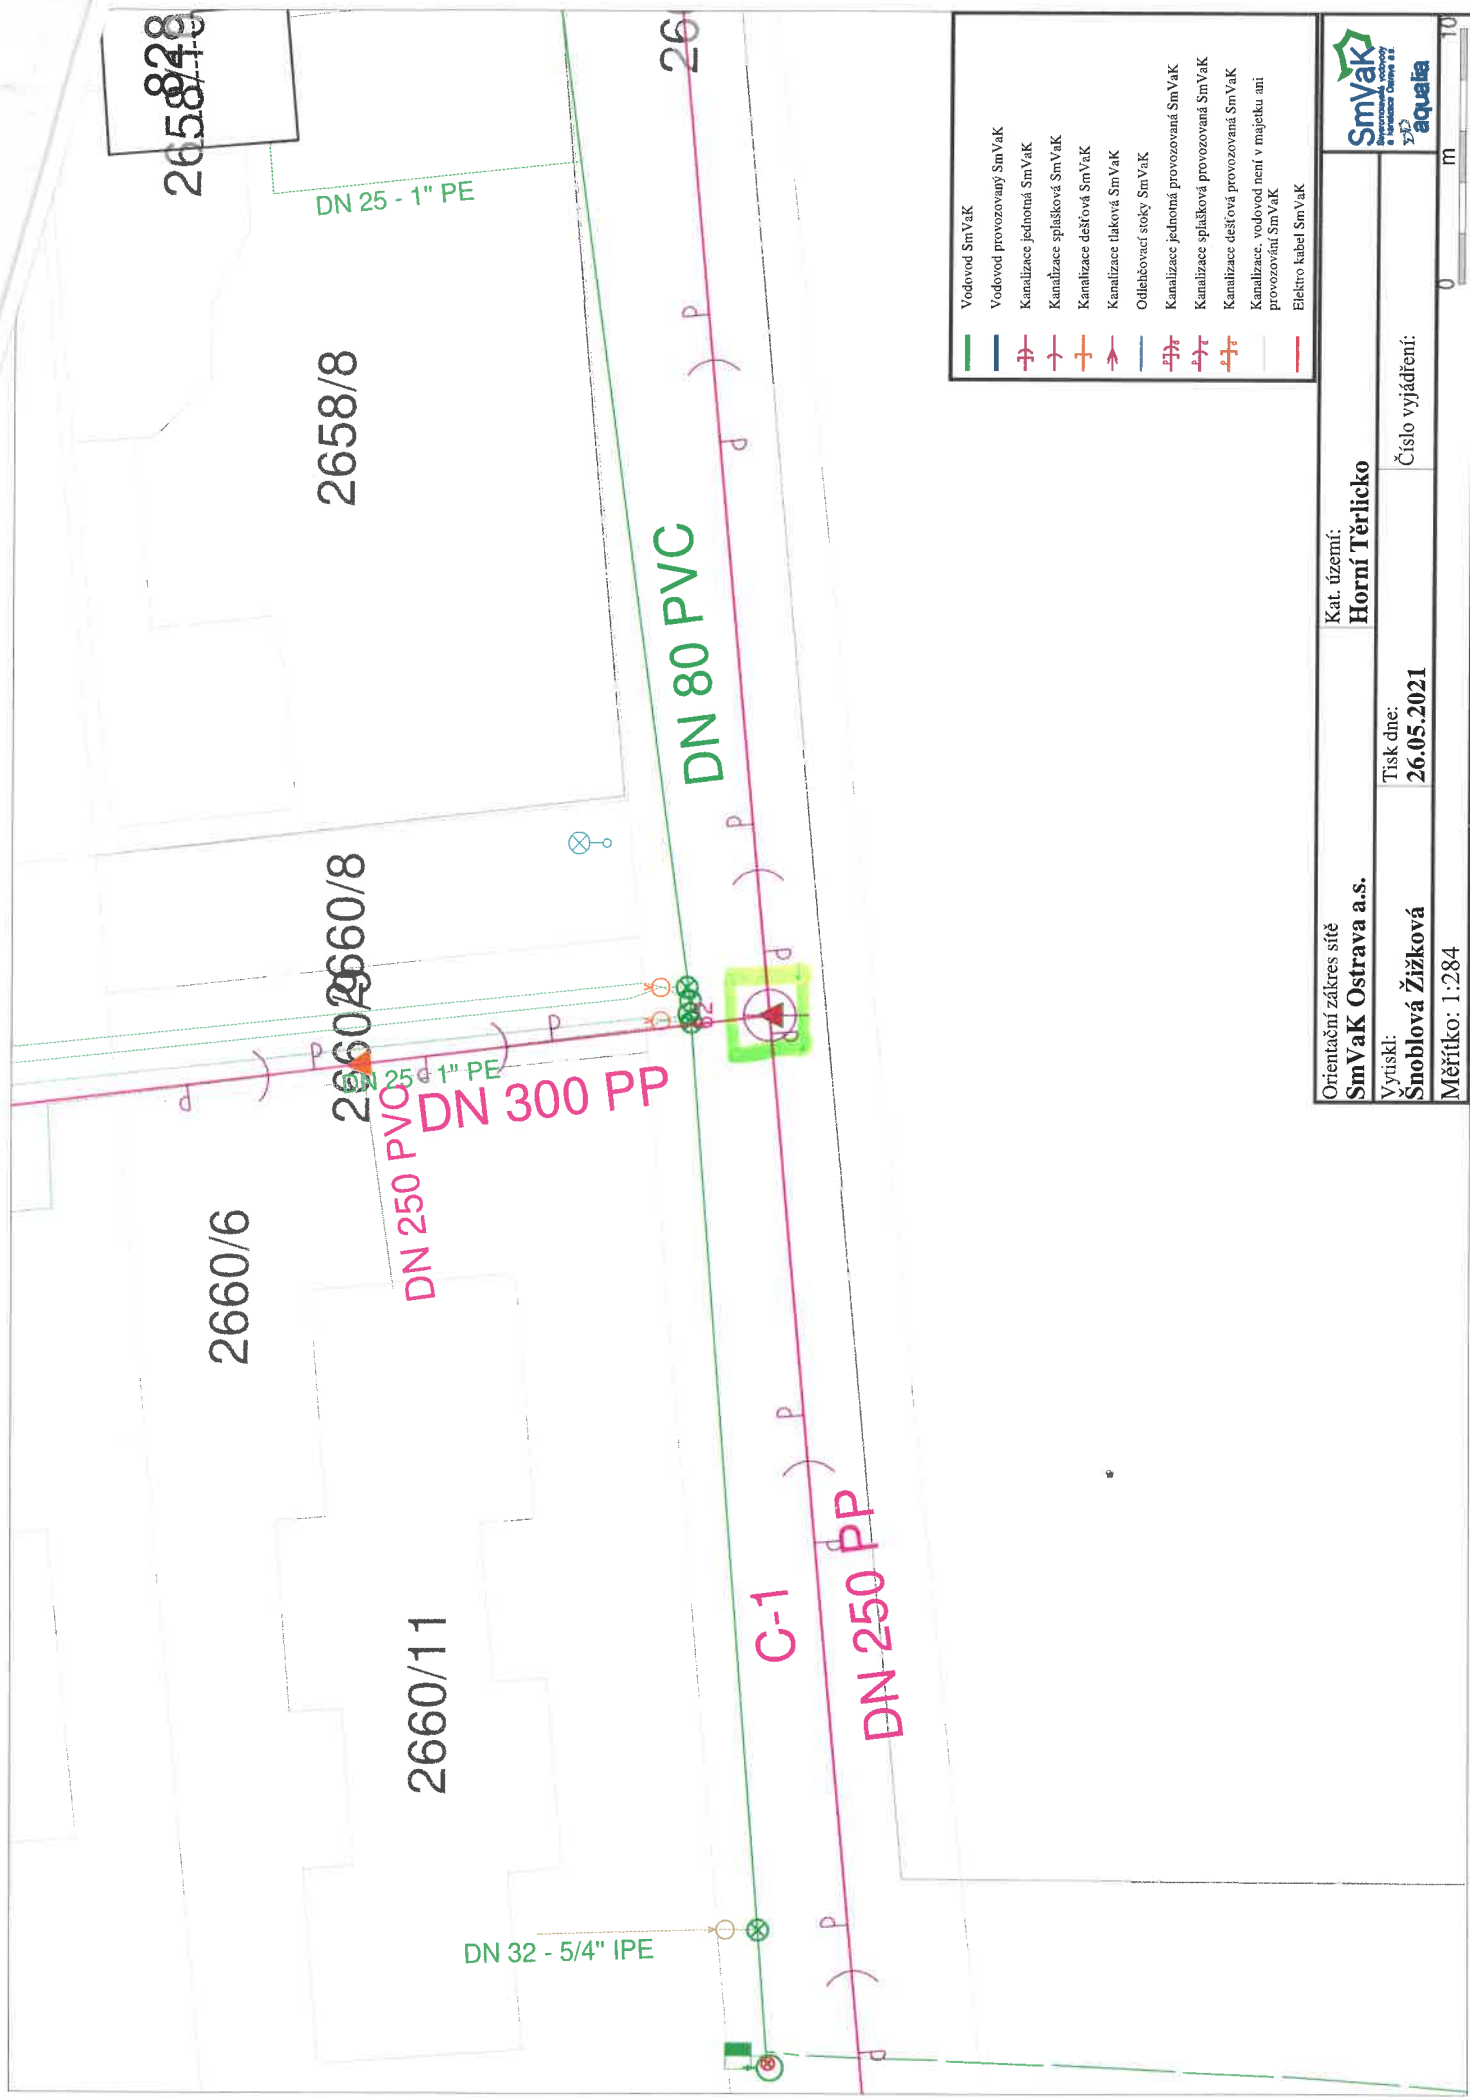 828
2658/8
DN 25 - 1" PE
DN 80 PVC
2660/8
DN 25 - 1" PE
DN 300 PP
DN 250 PVC
2660/6
2660/11
C-1
DN 250 PP
DN 32 - 5/4" IPE
Vodovod SmVaK
Vodovod provozovaný SmVaK
Kanalizace jednotná SmVaK
Kanalizace splašková SmVaK
Kanalizace dešťová SmVaK
Kanalizace tlaková SmVaK
Odlehčovací stoky SmVaK
Kanalizace jednotná provozovaná SmVaK
Kanalizace splašková provozovaná SmVaK
Kanalizace dešťová provozovaná SmVaK
Kanalizace, vodovod není v majetku ani
provozování SmVaK
Elektro kabel SmVaK
Orientační zákres sítě
SmVaK Ostrava a.s.
Kat. území:
Horní Těrlicko
SmVaK
aqualia
Vytiskl:
Šnoblová Žižková
Tisk dne:
26.05.2021
Číslo vyjádření:
Měřítko: 1:284
0 m 10